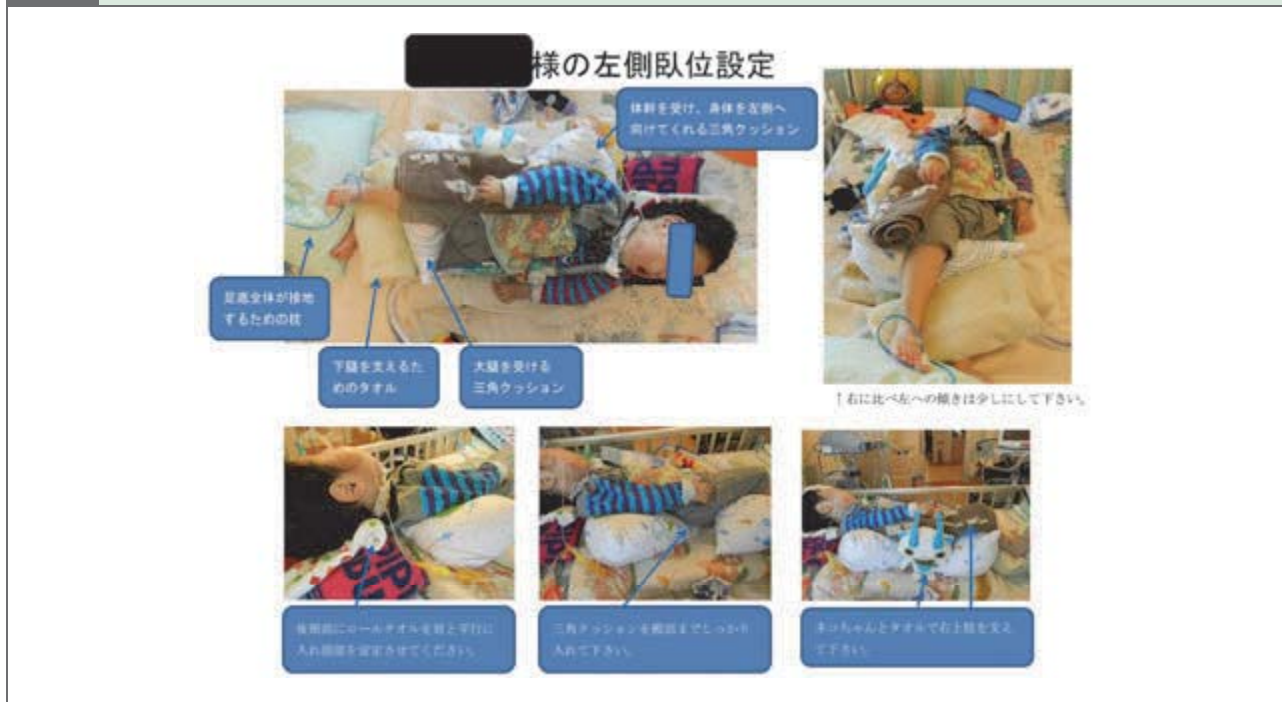 様の左側臥位設定
体幹を受け、身体を左側へ
向けてくれる三角クッション
足底全体が接地
するための枕
下腿を支えるた
めのタオル
大腿を受ける
三角クッション
↑右に比べ左への傾きは少しにして下さい。
後頭部にロールタオルを首と平行に
入れ頭部を安定させてください。
三角クッションを殿部までしっかり
入れて下さい。
ネコちゃんとタオルで右上肢を支え
て下さい。